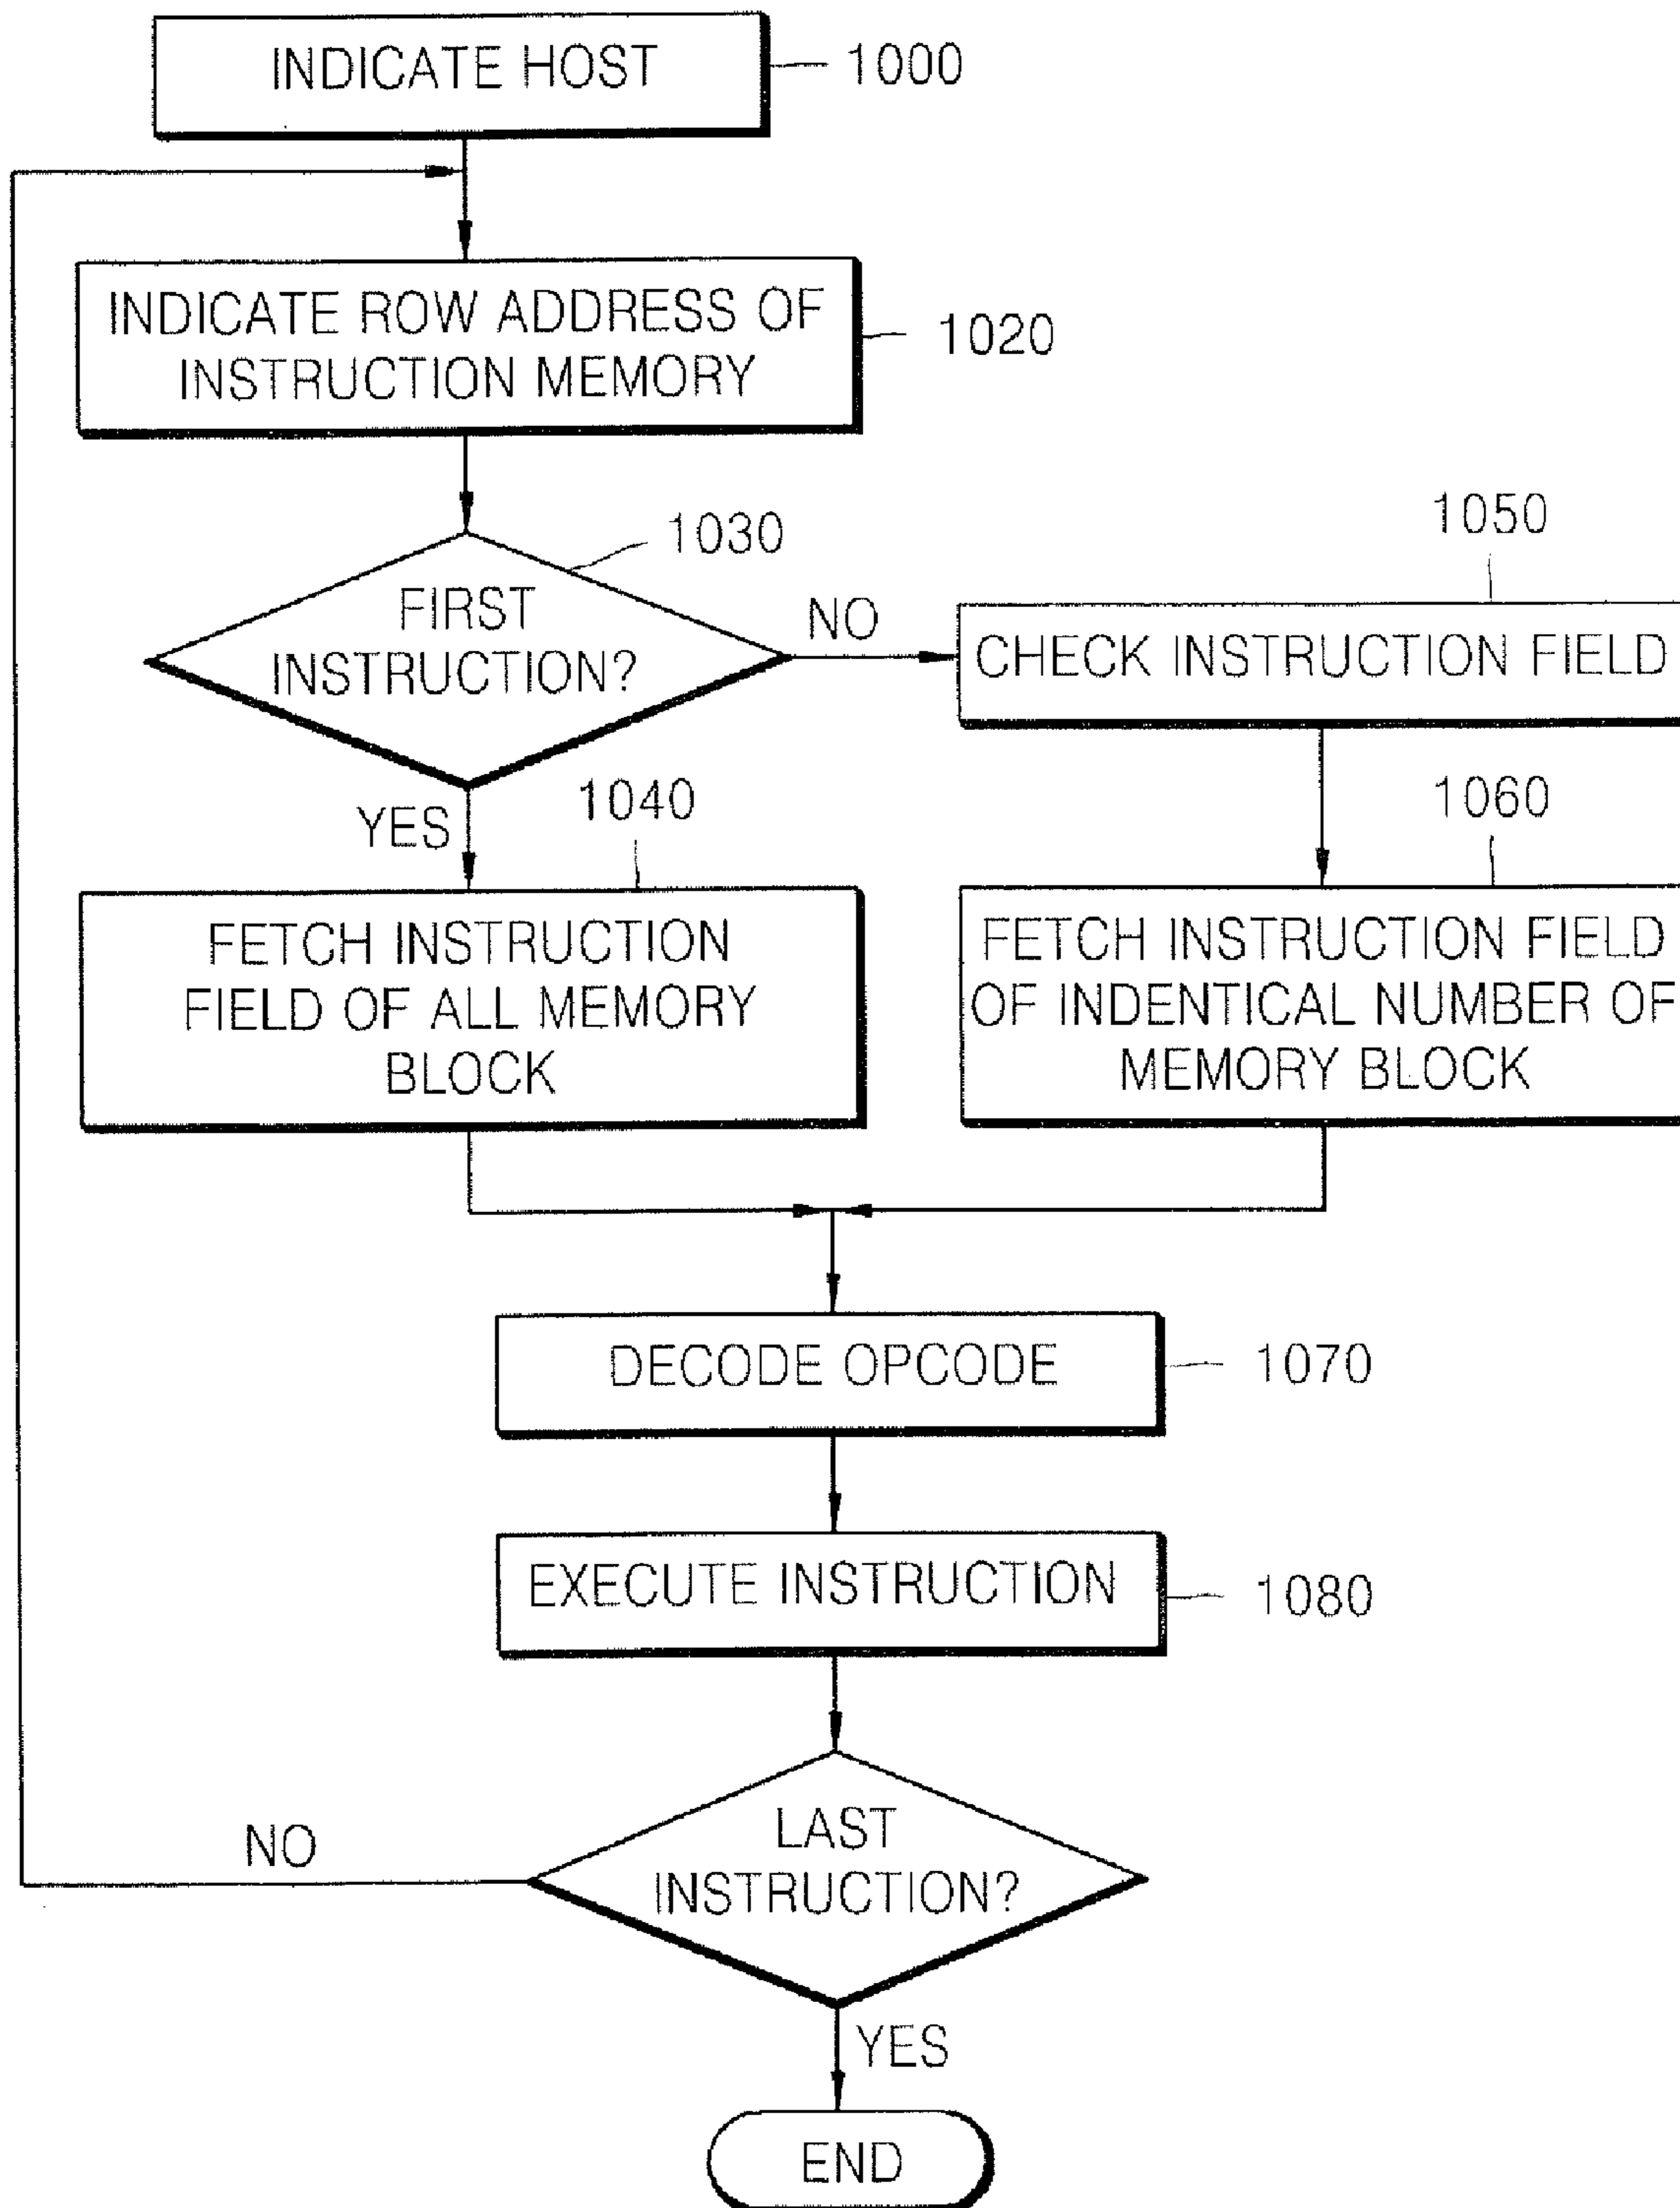 INDICATE HOST
1000
INDICATE ROW ADDRESS OF
INSTRUCTION MEMORY
1020
1030
FIRST
INSTRUCTION?
NO
1050
CHECK INSTRUCTION FIELD
YES
1040
FETCH INSTRUCTION
FIELD OF ALL MEMORY
BLOCK
1060
FETCH INSTRUCTION FIELD
OF INDENTICAL NUMBER OF
MEMORY BLOCK
DECODE OPCODE
1070
EXECUTE INSTRUCTION
1080
LAST
INSTRUCTION?
NO
YES
END